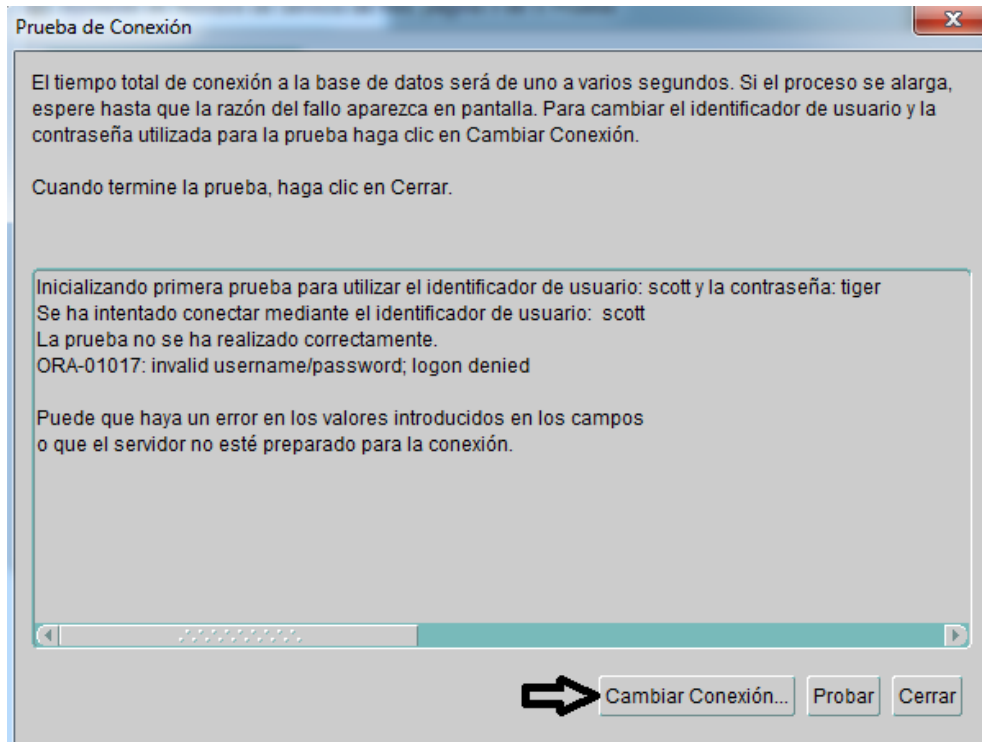 Prueba de Conexión
El tiempo total de conexión a la base de datos será de uno a varios segundos. Si el proceso se alarga,
espere hasta que la razón del fallo aparezca en pantalla. Para cambiar el identificador de usuario y la
contraseña utilizada para la prueba haga clic en Cambiar Conexión.
Cuando termine la prueba, haga clic en Cerrar.
Inicializando primera prueba para utilizar el identificador de usuario: scott y la contraseña: tiger
Se ha intentado conectar mediante el identificador de usuario:  scott
La prueba no se ha realizado correctamente.
ORA-01017: invalid username/password; logon denied
Puede que haya un error en los valores introducidos en los campos
o que el servidor no esté preparado para la conexión.
Cambiar Conexión... Probar Cerrar